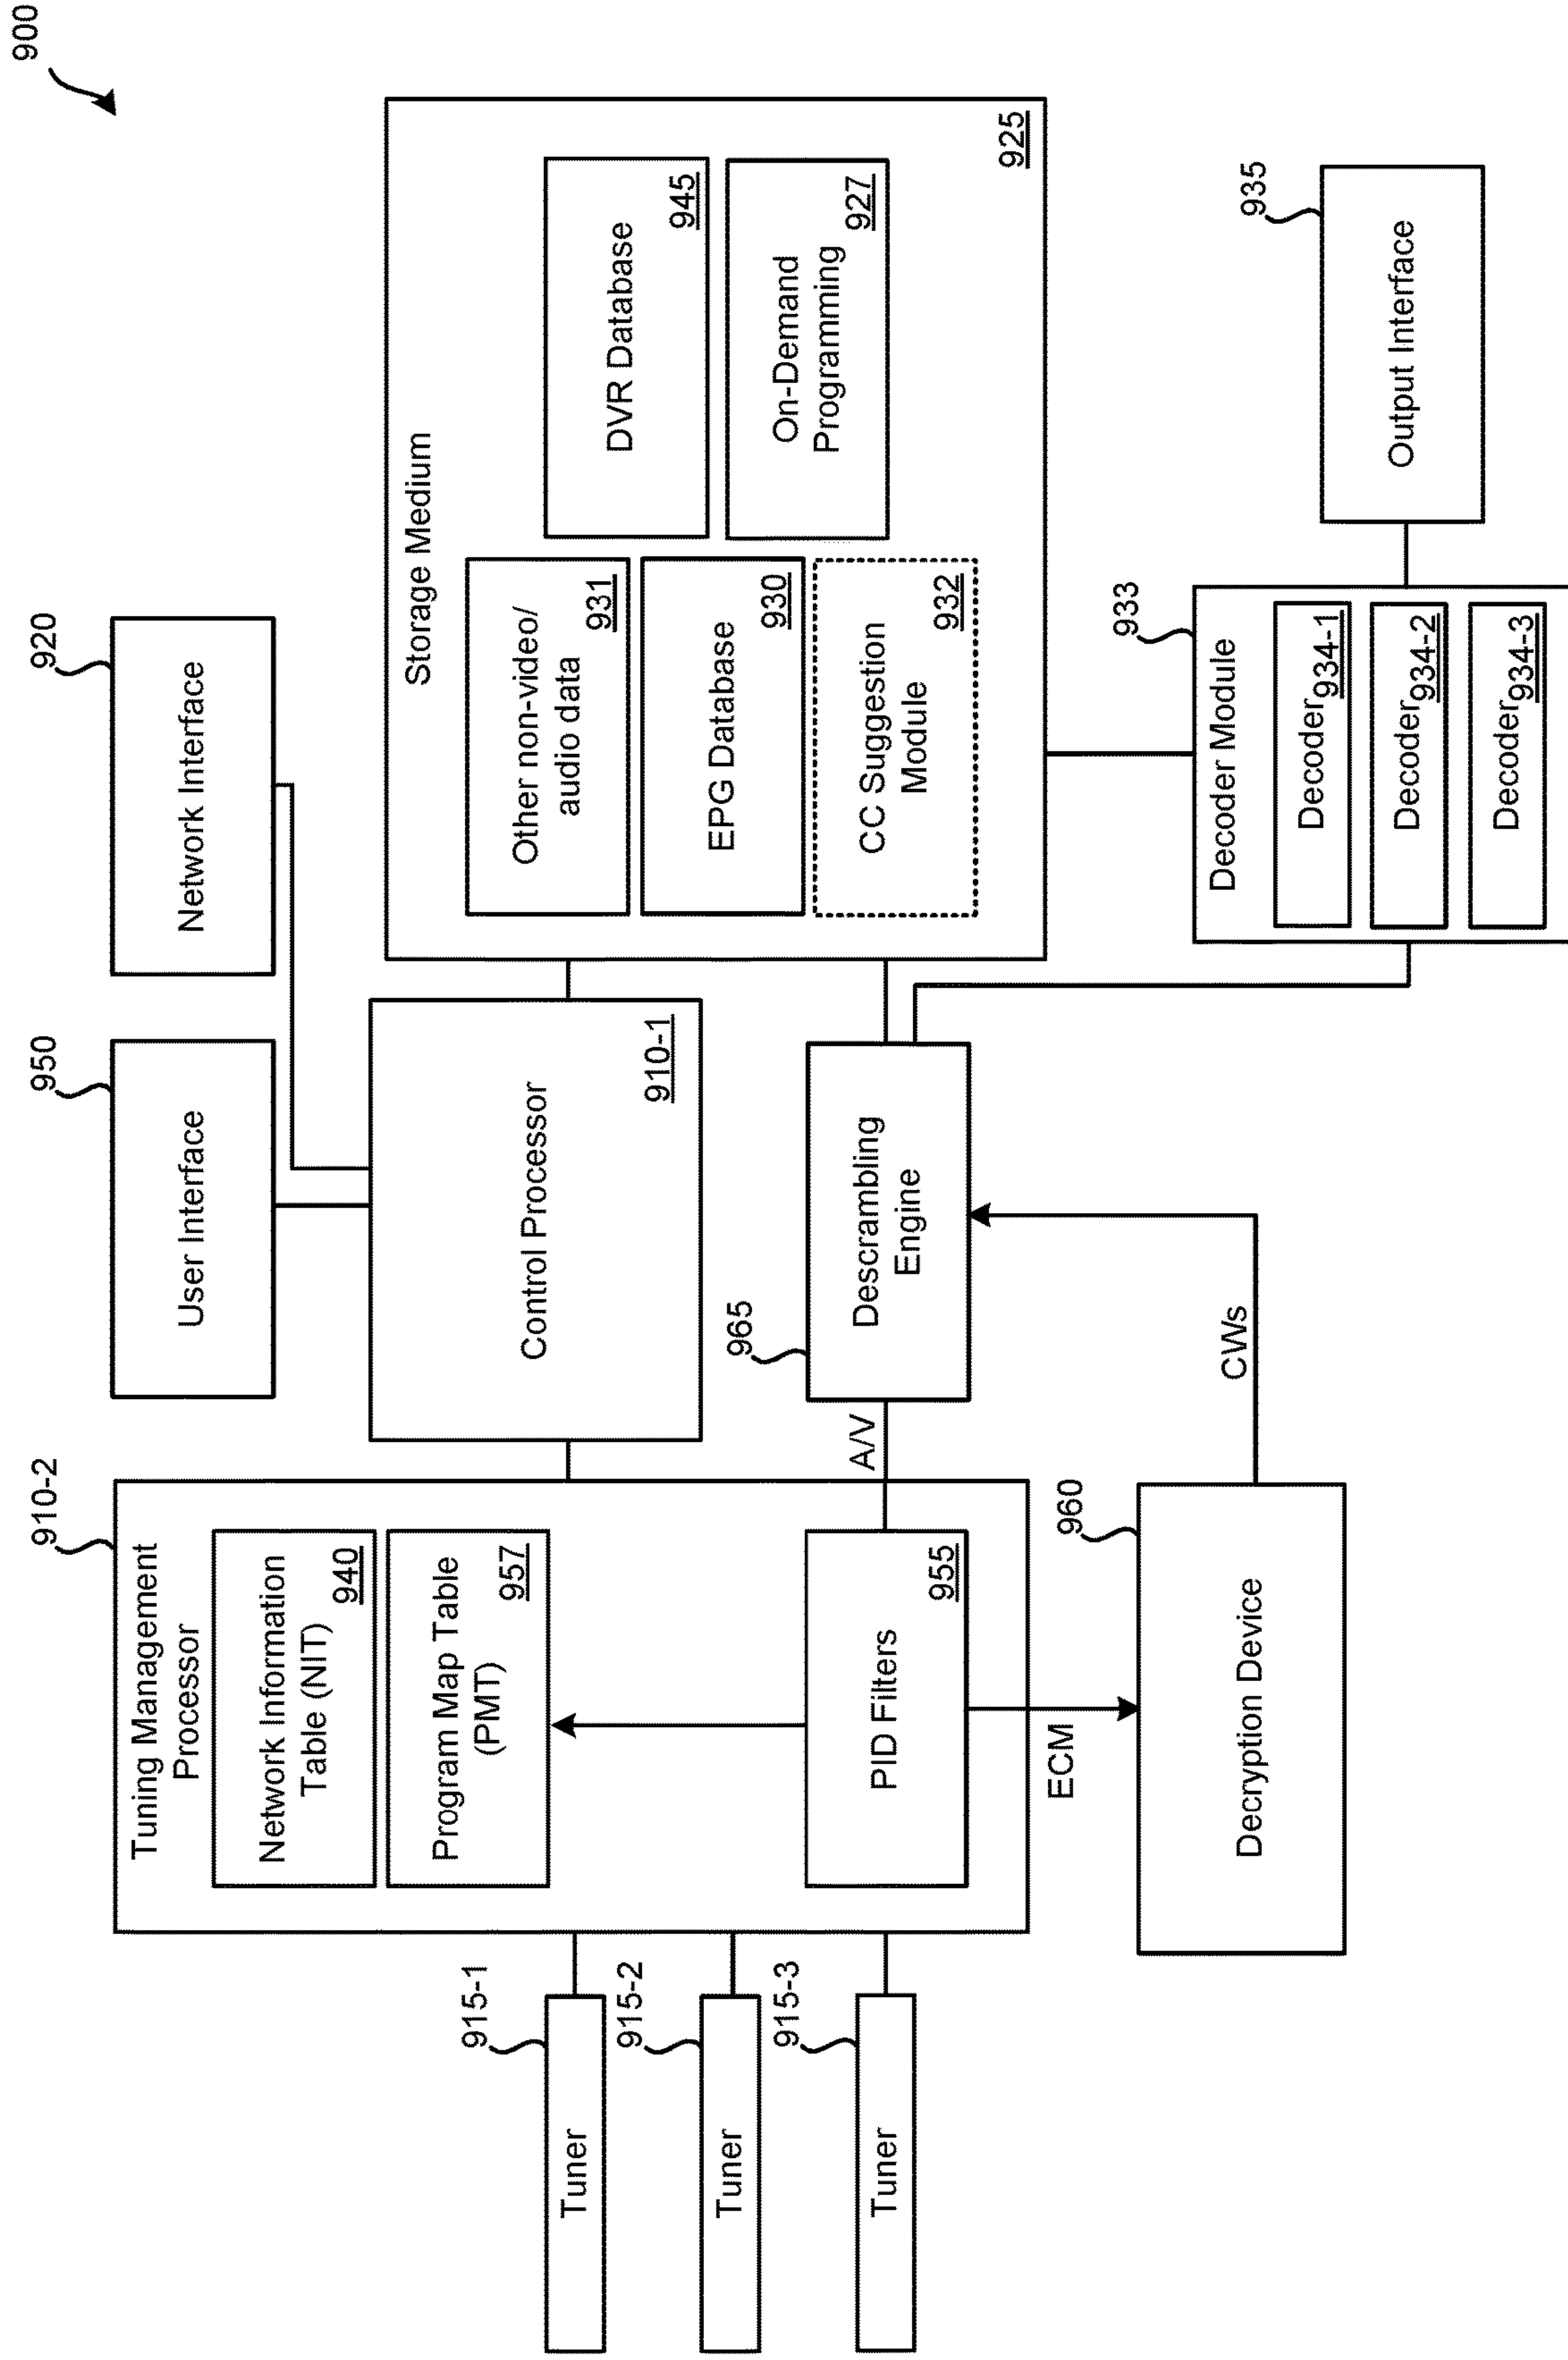 900
910-2
Tuning Management
Processor
Network Information
Table (NIT)
940
Program Map Table
(PMT)
957
PID Filters
955
915-1
Tuner
915-2
Tuner
915-3
Tuner
950
User Interface
920
Network Interface
Control Processor
910-1
965
Descrambling
Engine
A/V
ECM
960
Decryption Device
CWs
Storage Medium
Other non-video/
audio data
931
EPG Database
930
CC Suggestion
Module
932
DVR Database
945
On-Demand
Programming
927
925
933
Decoder Module
Decoder
934-1
Decoder
934-2
Decoder
934-3
935
Output Interface